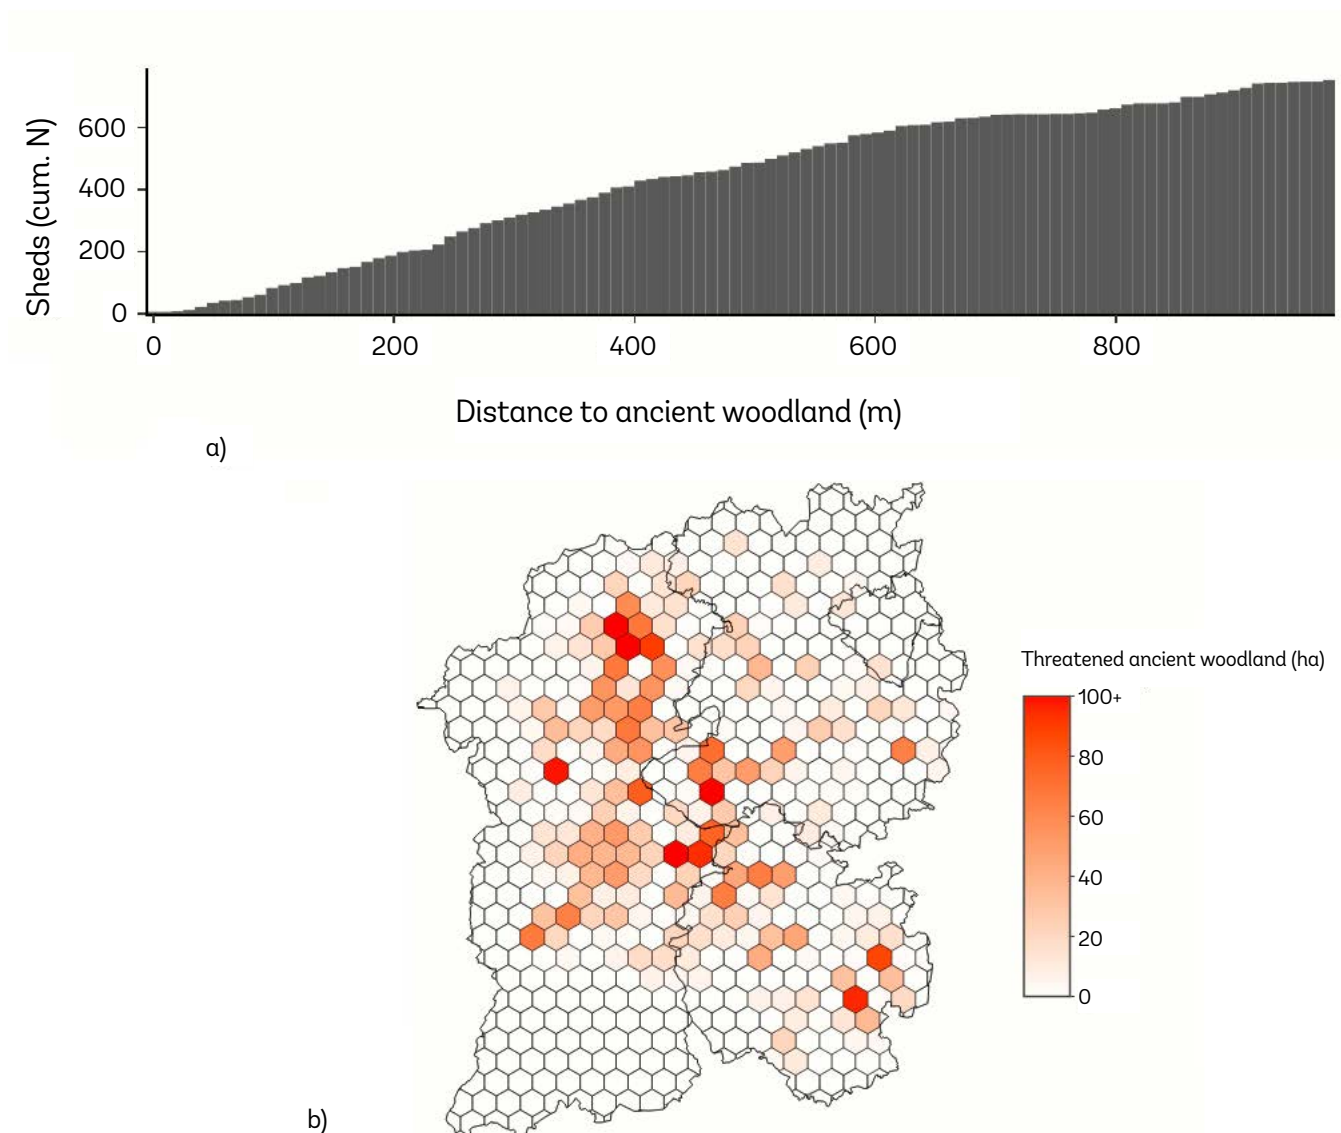 Sheds (cum. N)
600
400
200
0
0 200 400 600 800
Distance to ancient woodland (m)
a)
Threatened ancient woodland (ha)
100+
80
60
40
20
0
b)